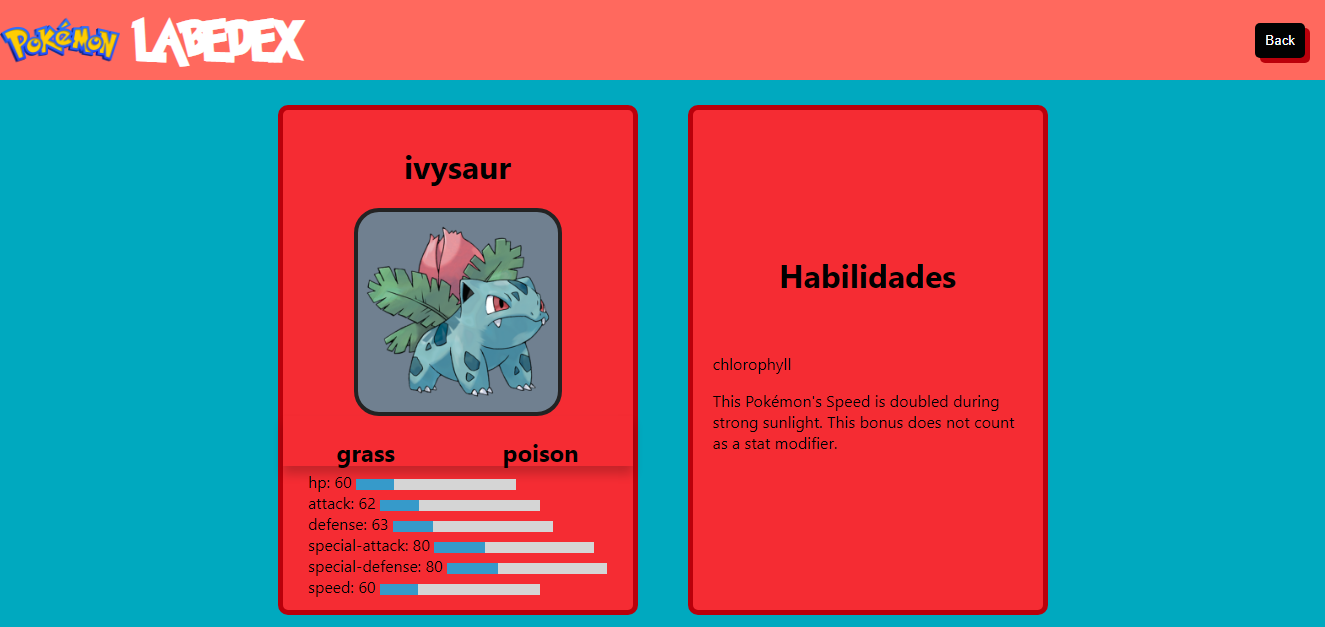 Pokémon LABEDEX
Back
ivysaur
grass poison
hp: 60
attack: 62
defense: 63
special-attack: 80
special-defense: 80
speed: 60
Habilidades
chlorophyll
This Pokémon's Speed is doubled during
strong sunlight. This bonus does not count
as a stat modifier.